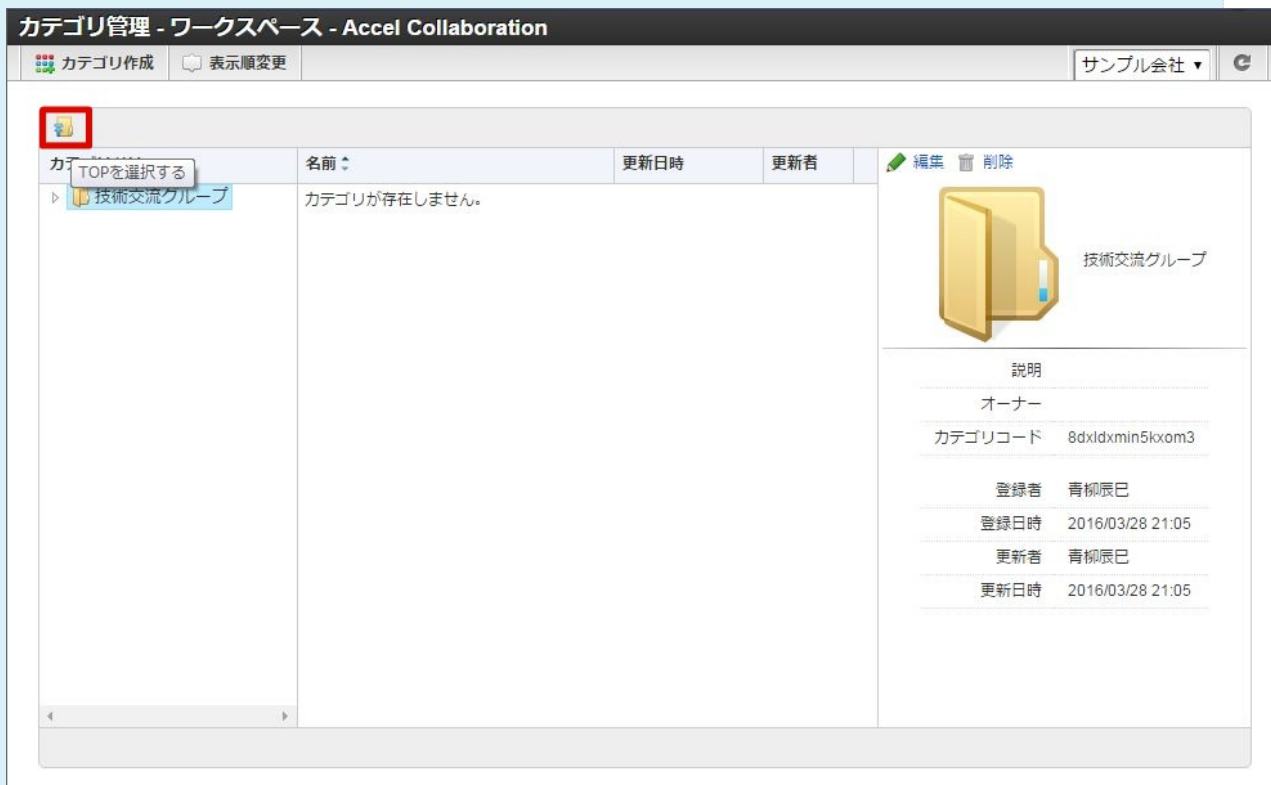 カテゴリ管理 - ワークスペース - Accel Collaboration
カテゴリ作成 表示順変更 サンプル会社
TOPを選択する
名前 更新日時 更新者 編集 削除
技術交流グループ カテゴリが存在しません。
技術交流グループ
説明
オーナー
カテゴリコード 8dxldxmin5kxom3
登録者 青柳辰巳
登録日時 2016/03/28 21:05
更新者 青柳辰巳
更新日時 2016/03/28 21:05